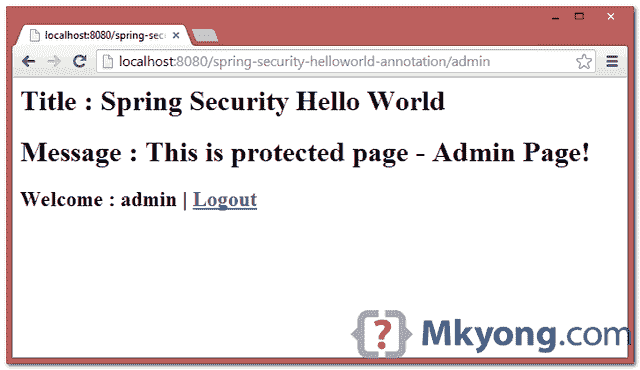 localhost:8080/spring-sec
localhost:8080/spring-security-helloworld-annotation/admin
Title : Spring Security Hello World
Message : This is protected page - Admin Page!
Welcome : admin | Logout
{?} Mkyong.com